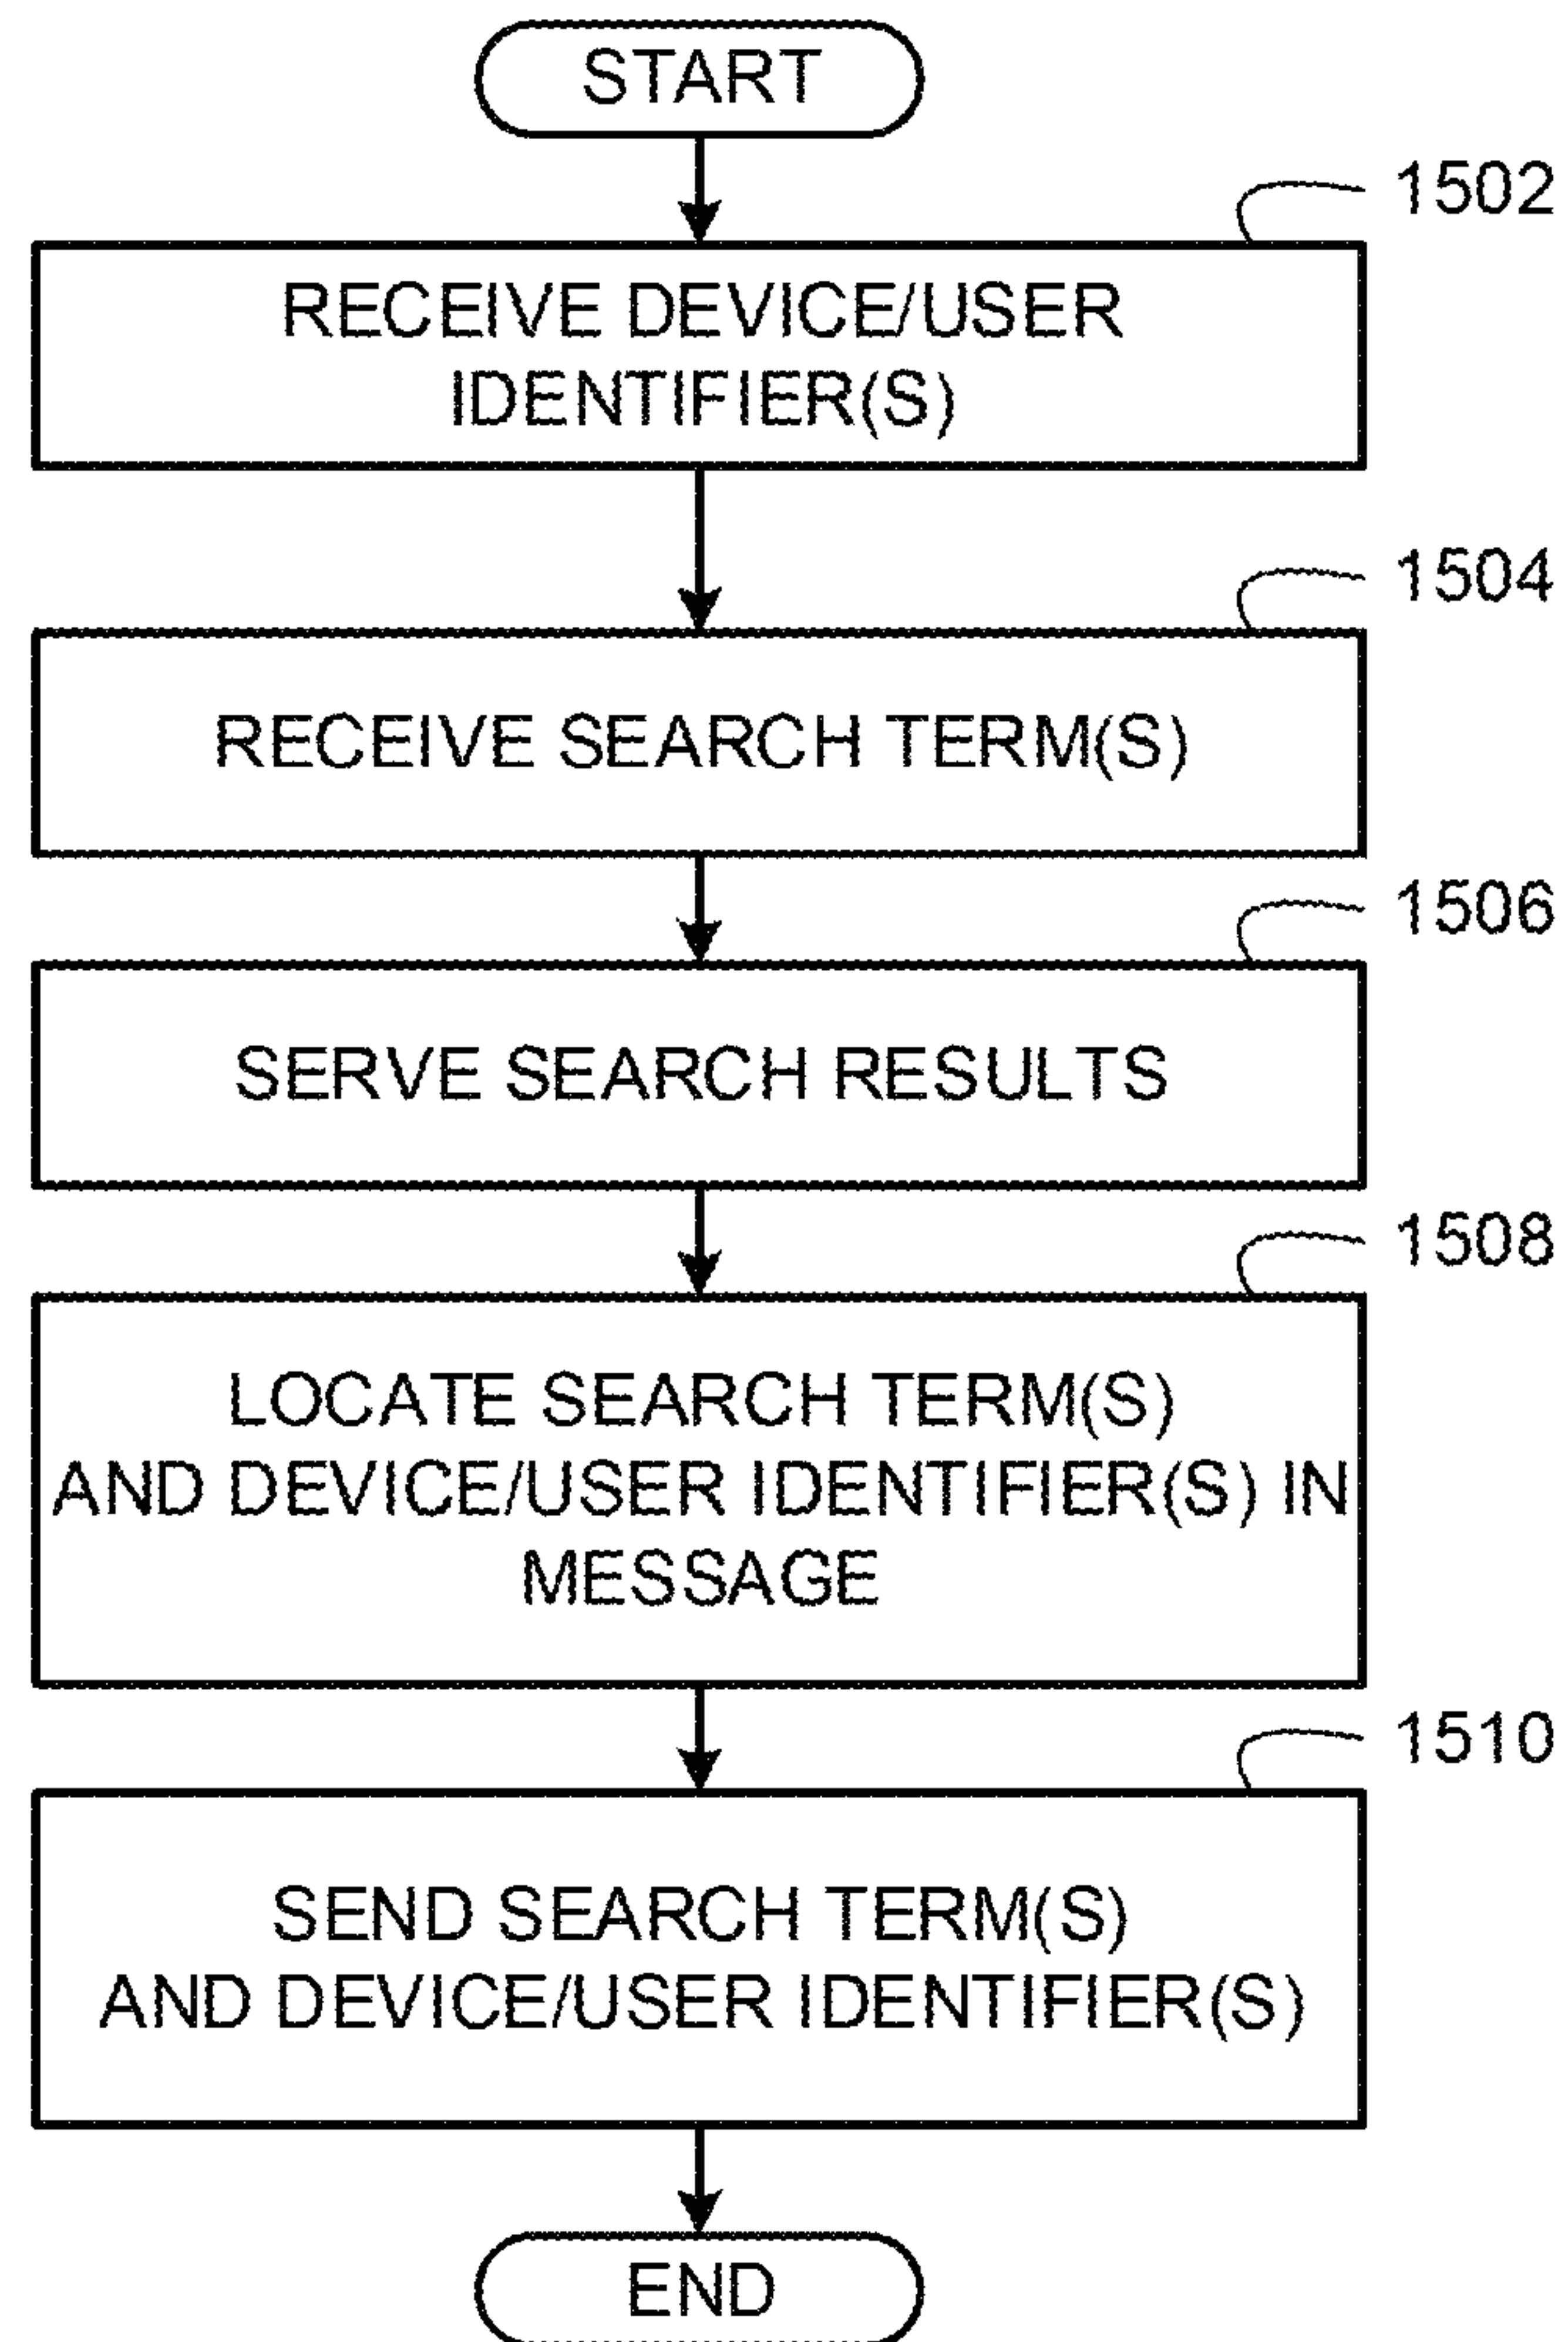 START
1502
RECEIVE DEVICE/USER
IDENTIFIER(S)
1504
RECEIVE SEARCH TERM(S)
1506
SERVE SEARCH RESULTS
1508
LOCATE SEARCH TERM(S)
AND DEVICE/USER IDENTIFIER(S) IN
MESSAGE
1510
SEND SEARCH TERM(S)
AND DEVICE/USER IDENTIFIER(S)
END